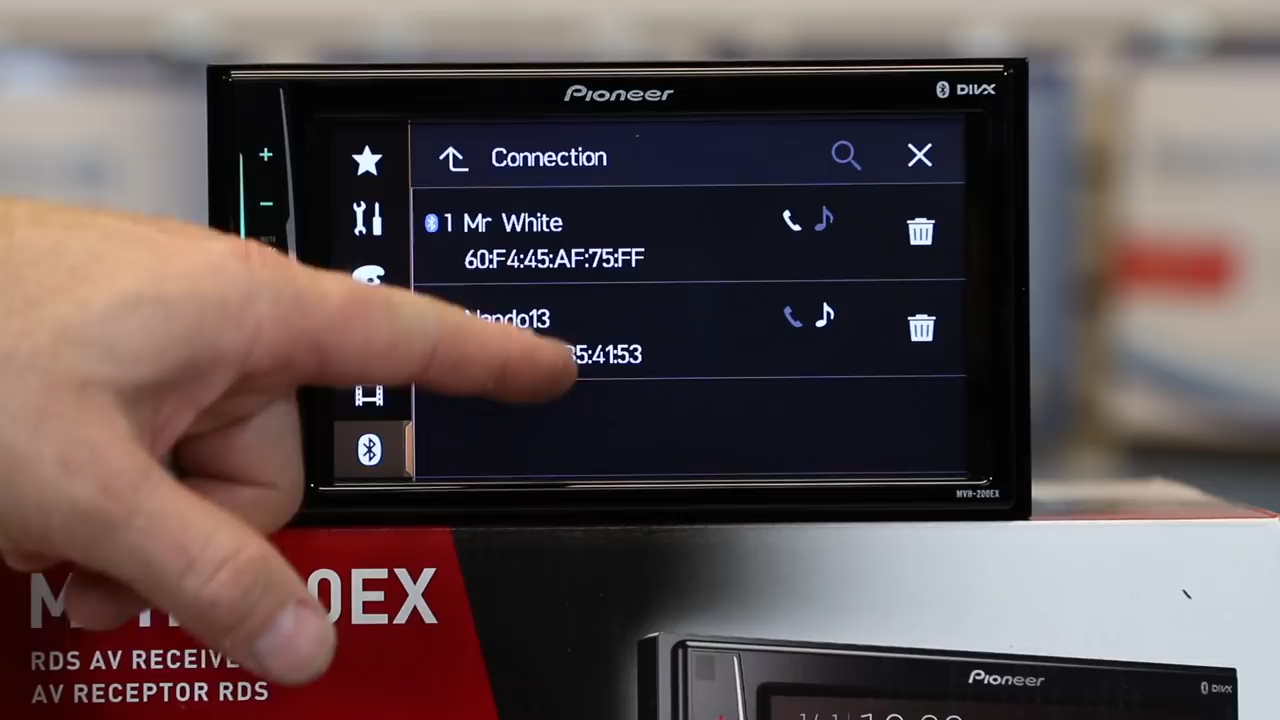 Pioneer
DIVX
+
−
Connection
1 Mr White
60:F4:45:AF:75:FF
Nando13
35:41:53
MVH-200EX
0EX
RDS AV RECEIVE
AV RECEPTOR RDS
Pioneer
DIVX